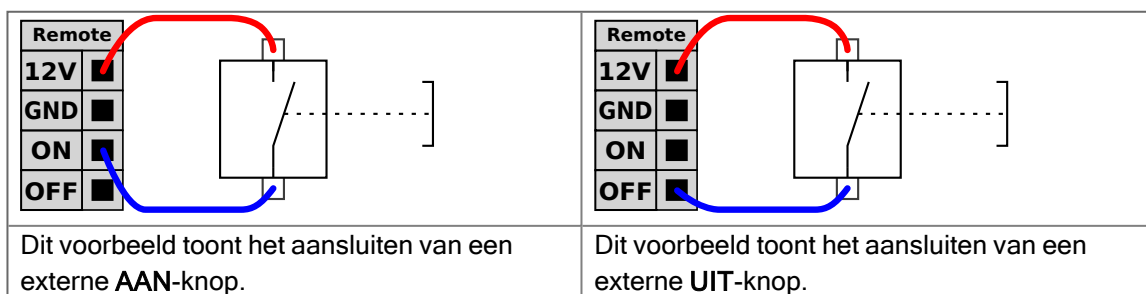 Remote
12V
GND
ON
OFF
Dit voorbeeld toont het aansluiten van een
externe AAN-knop.
Remote
12V
GND
ON
OFF
Dit voorbeeld toont het aansluiten van een
externe UIT-knop.